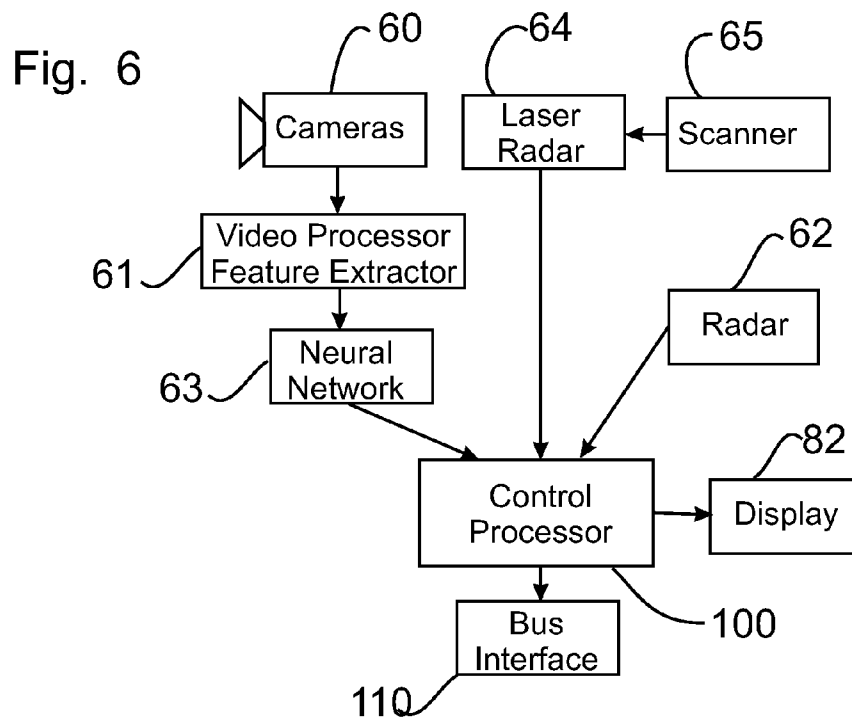 Fig. 6
60
64
65
Cameras
Laser
Radar
Scanner
61
Video Processor
Feature Extractor
62
Radar
63
Neural
Network
82
Control
Processor
Display
100
Bus
Interface
110